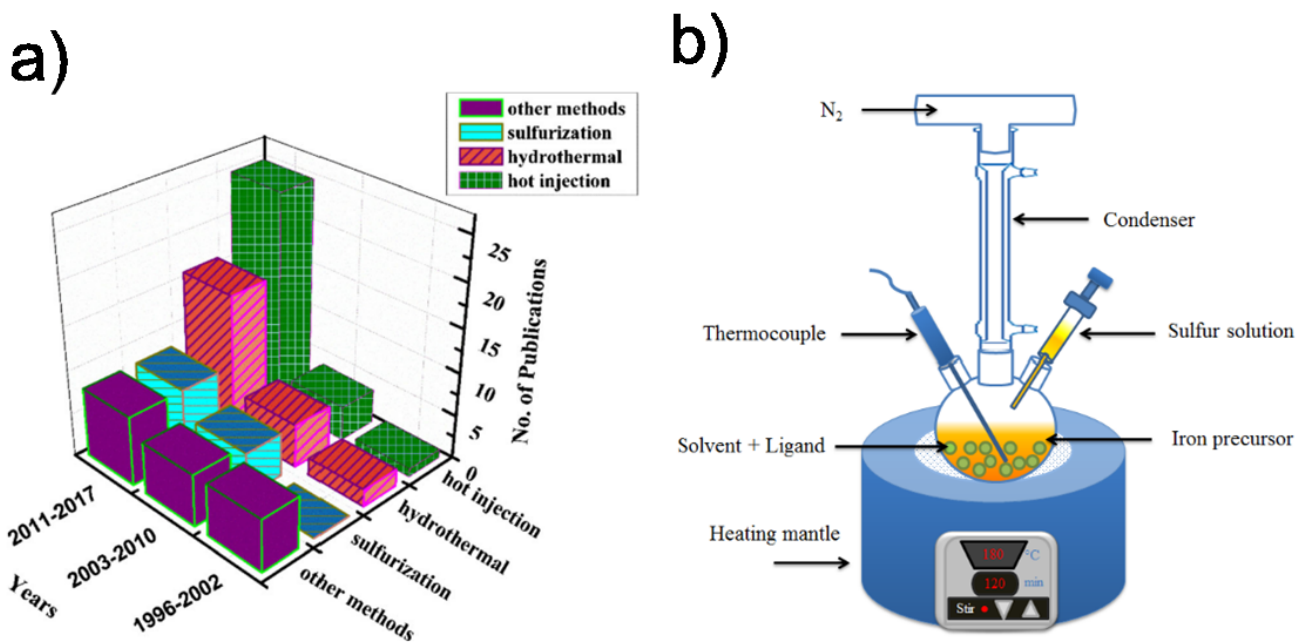 a)
other methods
sulfurization
hydrothermal
hot injection
25
20
15
10
5
0
No. of Publications
2011-2017
2003-2010
1996-2002
Years
hot injection
hydrothermal
sulfurization
other methods
b)
N2
Condenser
Thermocouple
Sulfur solution
Solvent + Ligand
Iron precursor
Heating mantle
180 °C
120 min
Stir